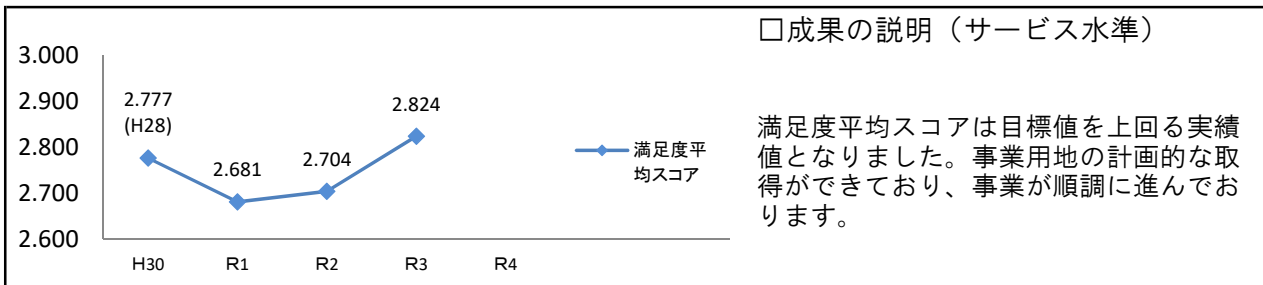 3.000
2.900
2.800
2.700
2.600
2.777
(H28)
2.681
2.704
2.824
H30
R1
R2
R3
R4
満足度平
均スコア
□成果の説明（サービス水準）
満足度平均スコアは目標値を上回る実績
値となりました。事業用地の計画的な取
得ができており、事業が順調に進んでお
ります。